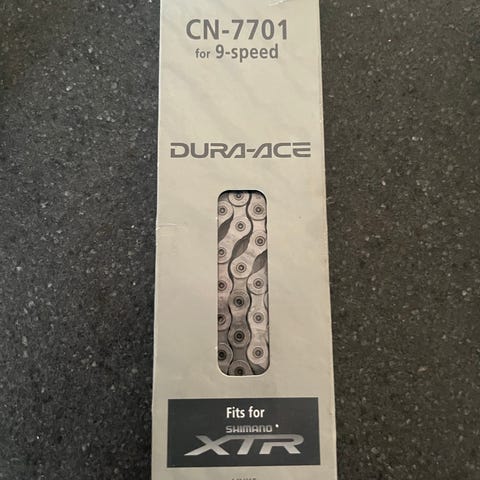 CN-7701
for 9-speed
DURA-ACE
Fits for
SHIMANO
XTR